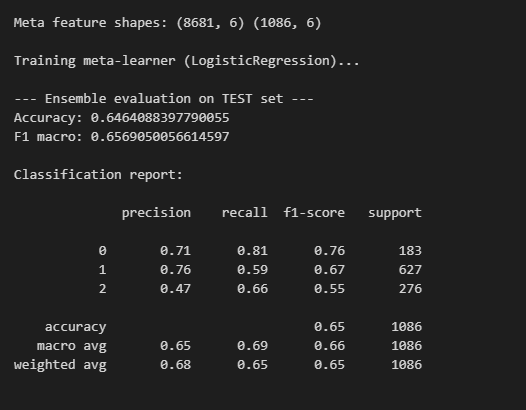 Meta feature shapes: (8681, 6) (1086, 6)
Training meta-learner (LogisticRegression)...
--- Ensemble evaluation on TEST set ---
Accuracy: 0.6464088397790055
F1 macro: 0.6569050056614597
Classification report:
precision recall f1-score support
0 0.71 0.81 0.76 183
1 0.76 0.59 0.67 627
2 0.47 0.66 0.55 276
accuracy 0.65 1086
macro avg 0.65 0.69 0.66 1086
weighted avg 0.68 0.65 0.65 1086